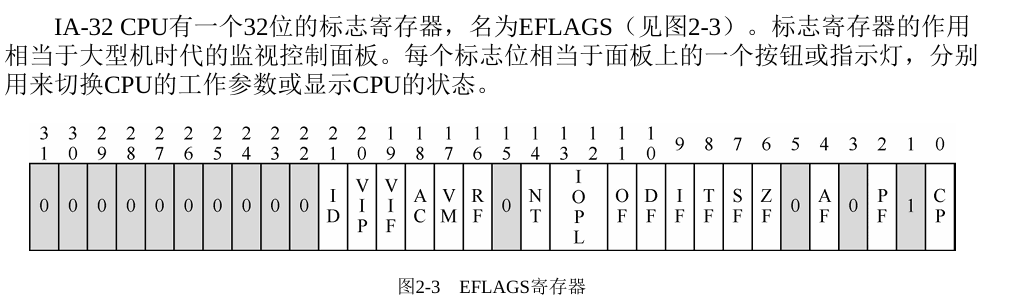 IA-32 CPU有一个32位的标志寄存器，名为EFLAGS（见图2-3）。标志寄存器的作用
相当于大型机时代的监视控制面板。每个标志位相当于面板上的一个按钮或指示灯，分别
用来切换CPU的工作参数或显示CPU的状态。
31 30 29 28 27 26 25 24 23 22 21 20 19 18 17 16 15 14 13 12 11 10 9 8 7 6 5 4 3 2 1 0
0 0 0 0 0 0 0 0 0 0 ID VIP VIF AC VM RF 0 NT IOPL OF DF IF TF SF ZF 0 AF 0 PF 1 CP
图2-3 EFLAGS寄存器